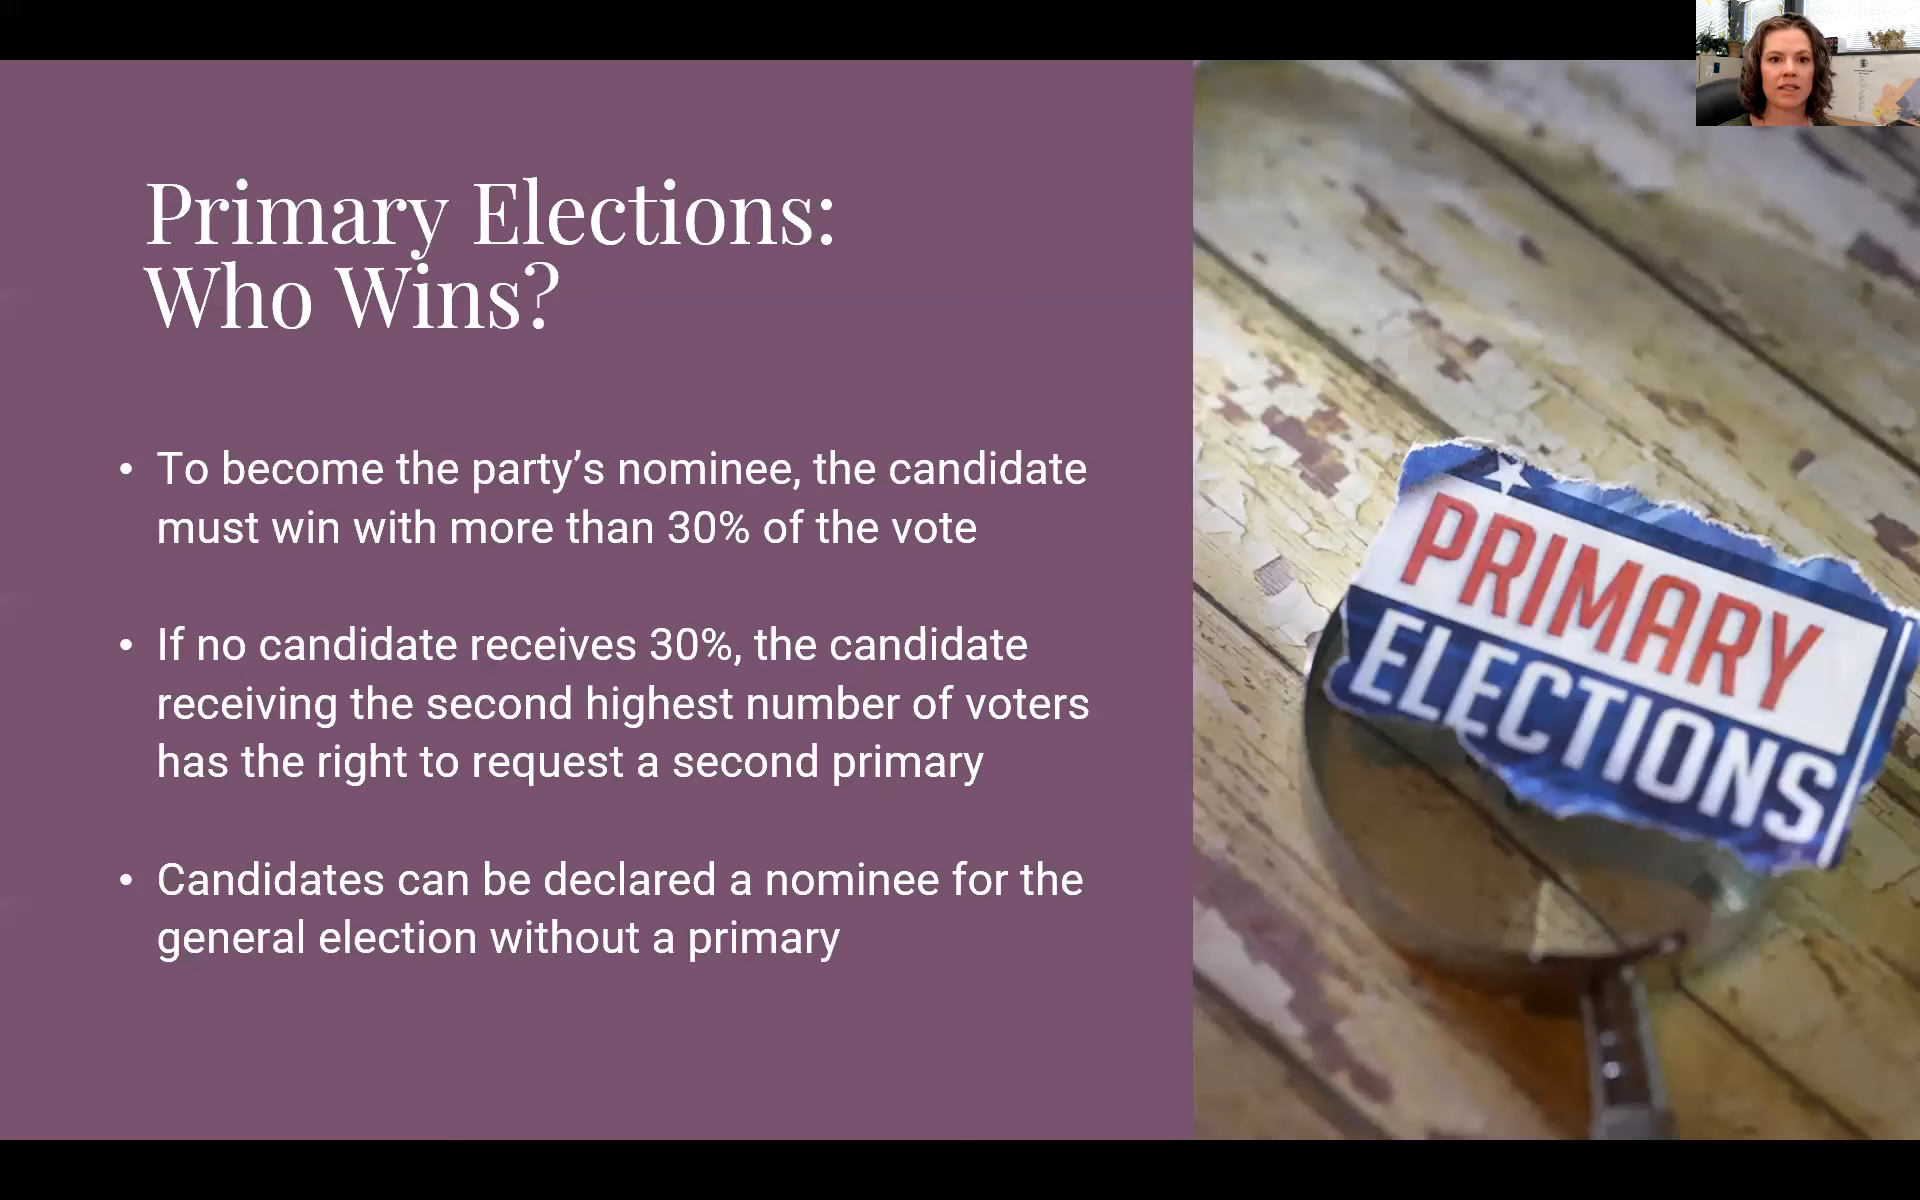 Primary Elections:
Who Wins?
• To become the party’s nominee, the candidate
must win with more than 30% of the vote
• If no candidate receives 30%, the candidate
receiving the second highest number of voters
has the right to request a second primary
• Candidates can be declared a nominee for the
general election without a primary
PRIMARY
ELECTIONS